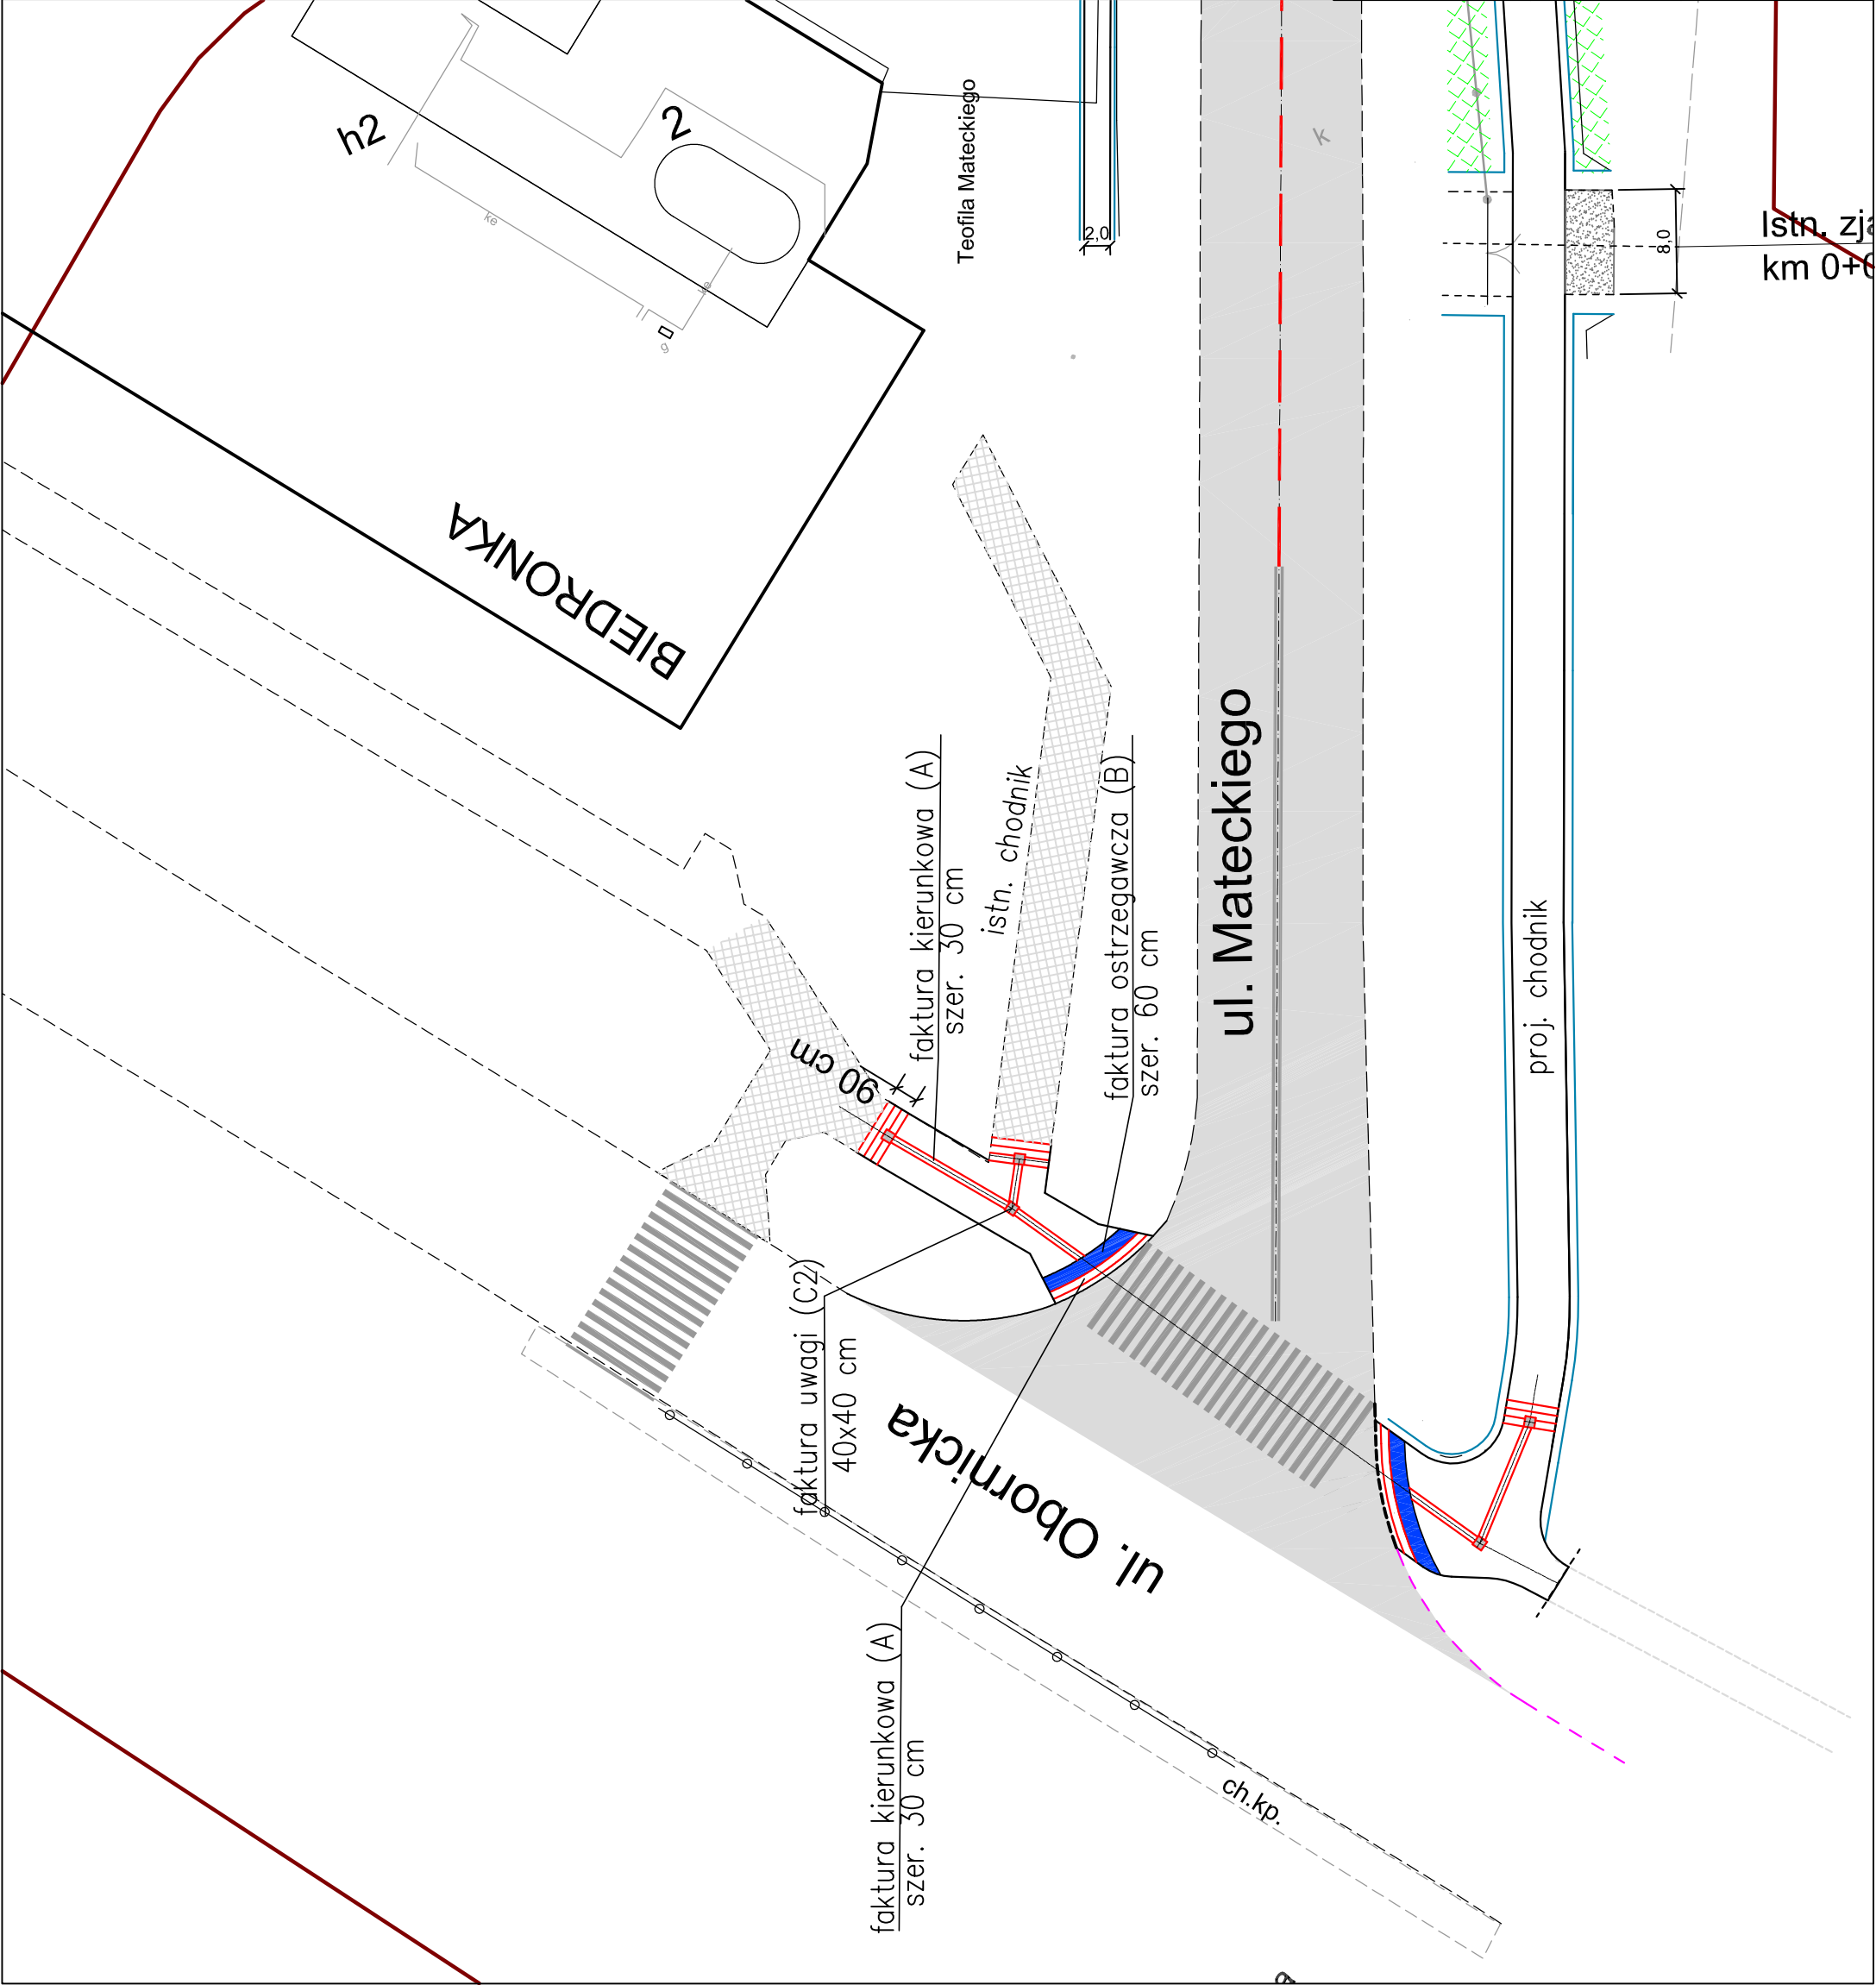 h2
2
ke
ke
g
Teofila Mateckiego
2,0
k
8,0
Istn. zj
km 0+
BIEDRONKA
faktura kierunkowa (A)
szer. 30 cm
istn. chodnik
faktura ostrzegawcza (B)
szer. 60 cm
ul. Mateckiego
proj. chodnik
90 cm
faktura uwagi (C2)
40x40 cm
ul. Obornicka
faktura kierunkowa (A)
szer. 30 cm
ch.kp.